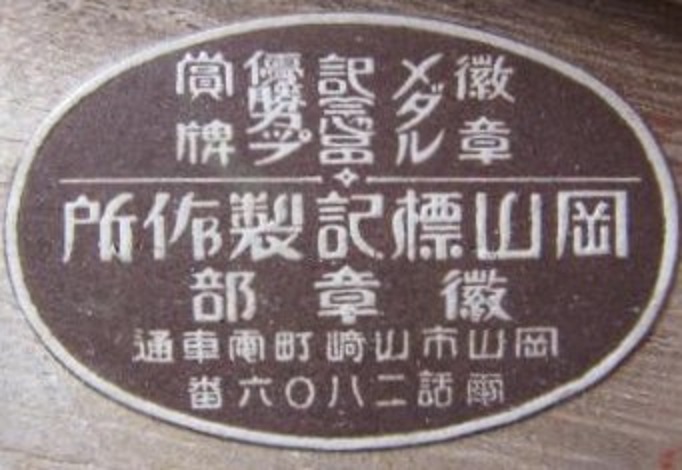 徽章
メダル
記念品
優勝カップ
賞牌
岡山標記製作所
徽章部
岡山市山崎町電車通
電話二八〇六番